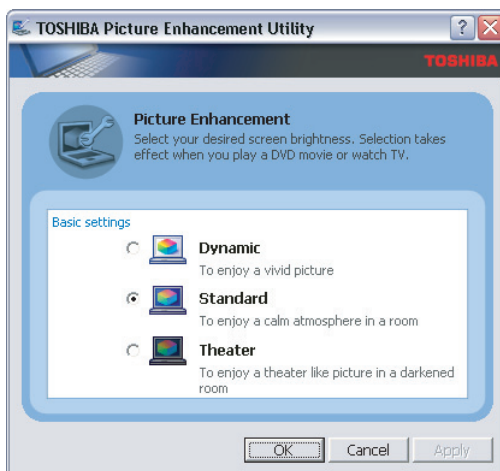 TOSHIBA Picture Enhancement Utility
TOSHIBA
Picture Enhancement
Select your desired screen brightness. Selection takes
effect when you play a DVD movie or watch TV.
Basic settings
Dynamic
To enjoy a vivid picture
Standard
To enjoy a calm atmosphere in a room
Theater
To enjoy a theater like picture in a darkened
room
OK
Cancel
Apply